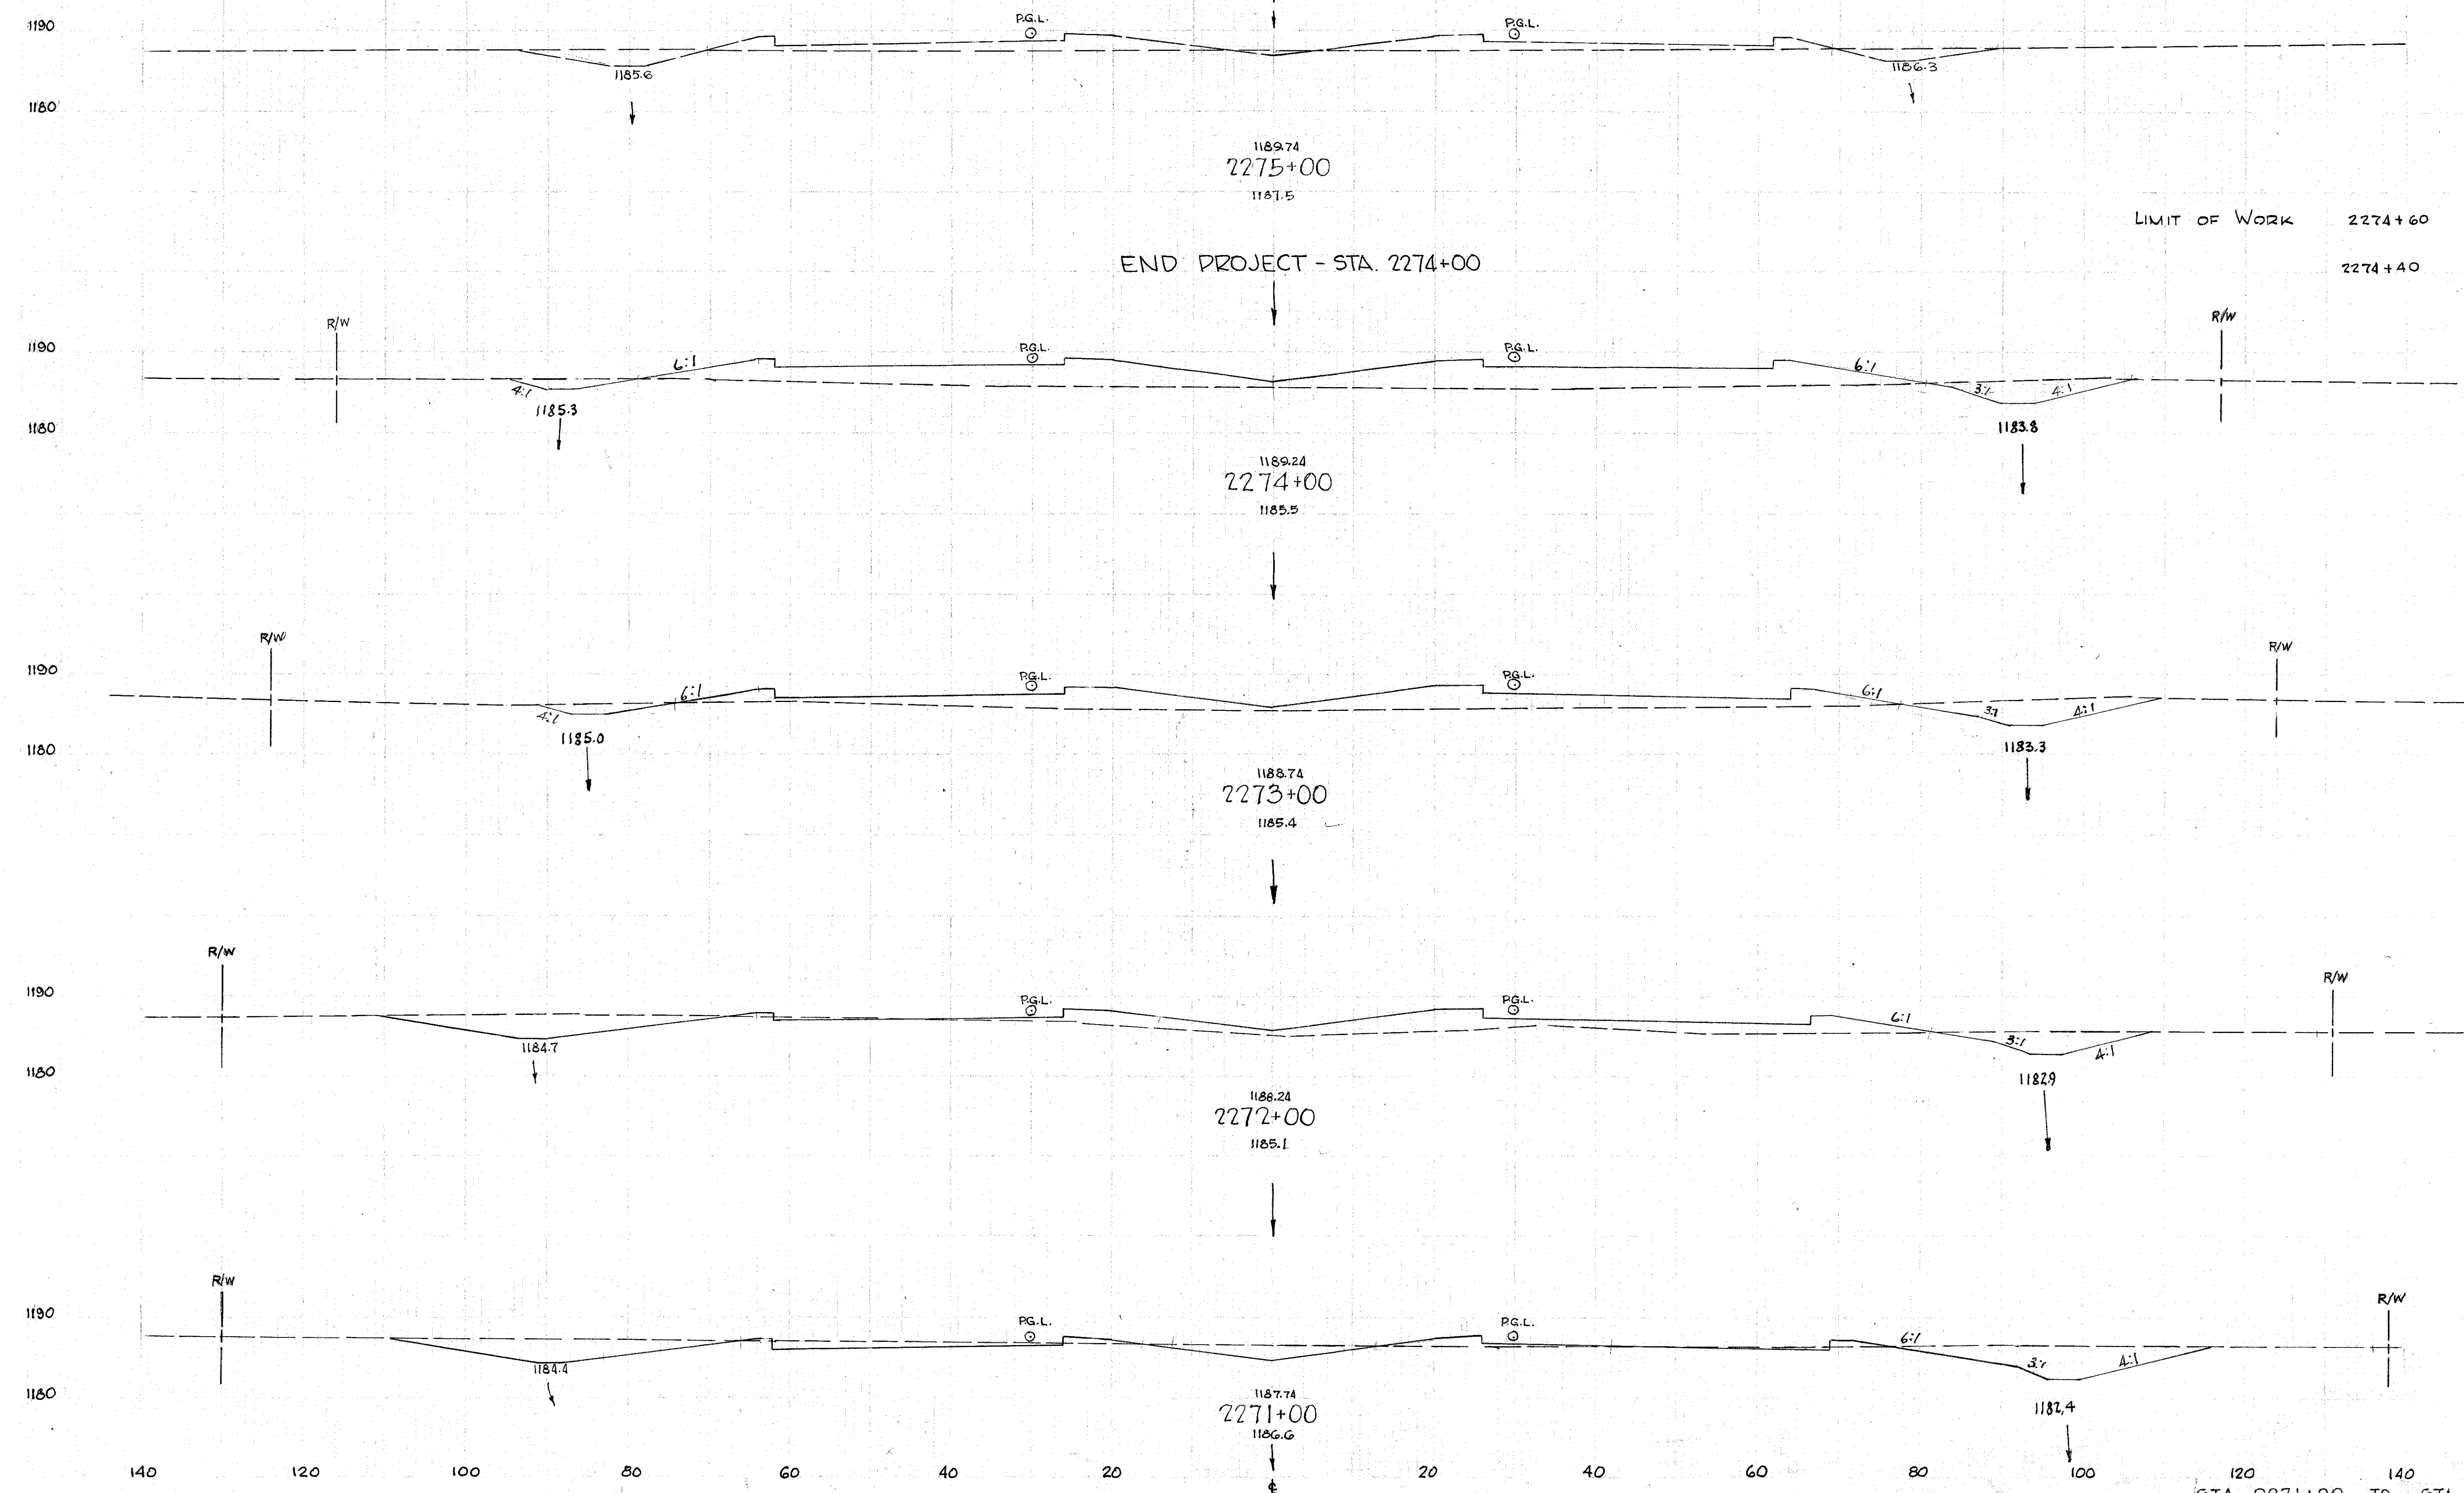 1190
P.G.L.
P.G.L.
1185.6
1186.3
1180
1189.74
2275+00
1187.5
LIMIT OF WORK 2274+60
END PROJECT - STA. 2274+00
2274+40
R/W
R/W
1190
P.G.L.
P.G.L.
6:1
6:1
4:1
3:1
4:1
1185.3
1183.8
1180
1189.24
2274+00
1185.5
R/W
R/W
1190
P.G.L.
P.G.L.
6:1
6:1
4:1
3:1
4:1
1185.0
1183.3
1180
1188.74
2273+00
1185.4
R/W
R/W
1190
P.G.L.
P.G.L.
6:1
3:1
4:1
1184.7
1182.9
1180
1188.24
2272+00
1185.1
R/W
R/W
1190
P.G.L.
P.G.L.
6:1
3:1
4:1
1184.4
1182.4
1180
1187.74
2271+00
1186.6
140 120 100 80 60 40 20 20 40 60 80 100 120 140
℄